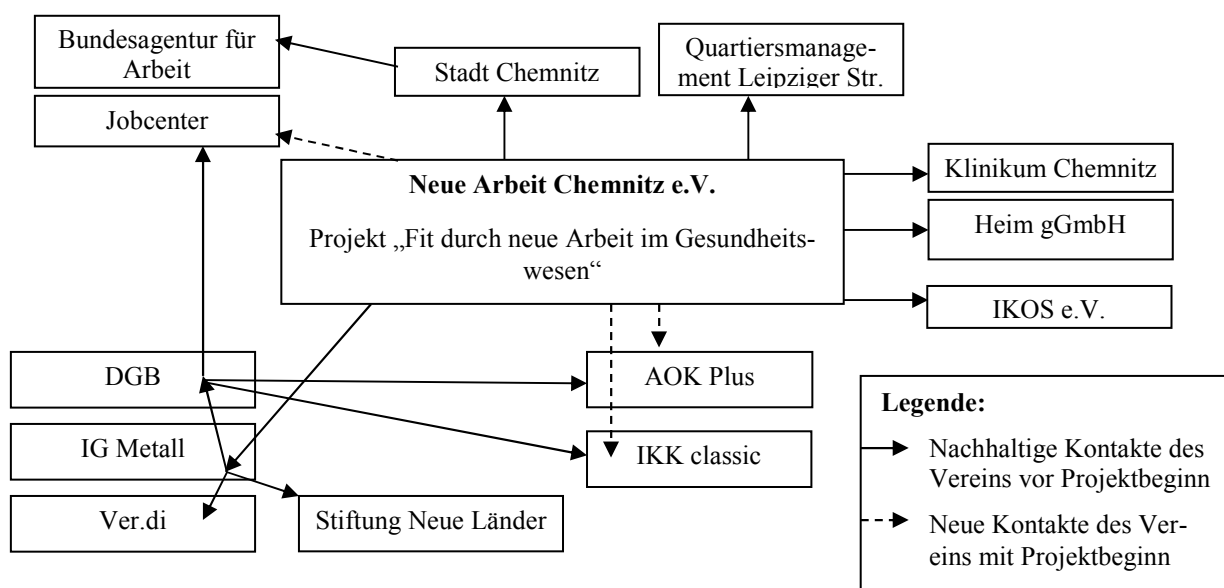 Bundesagentur für
Arbeit
Stadt Chemnitz
Quartiersmanage-
ment Leipziger Str.
Jobcenter
Neue Arbeit Chemnitz e.V.
Projekt „Fit durch neue Arbeit im Gesundheits-
wesen“
Klinikum Chemnitz
Heim gGmbH
IKOS e.V.
DGB
AOK Plus
IG Metall
IKK classic
Ver.di
Stiftung Neue Länder
Legende:
Nachhaltige Kontakte des
Vereins vor Projektbeginn
Neue Kontakte des Ver-
eins mit Projektbeginn